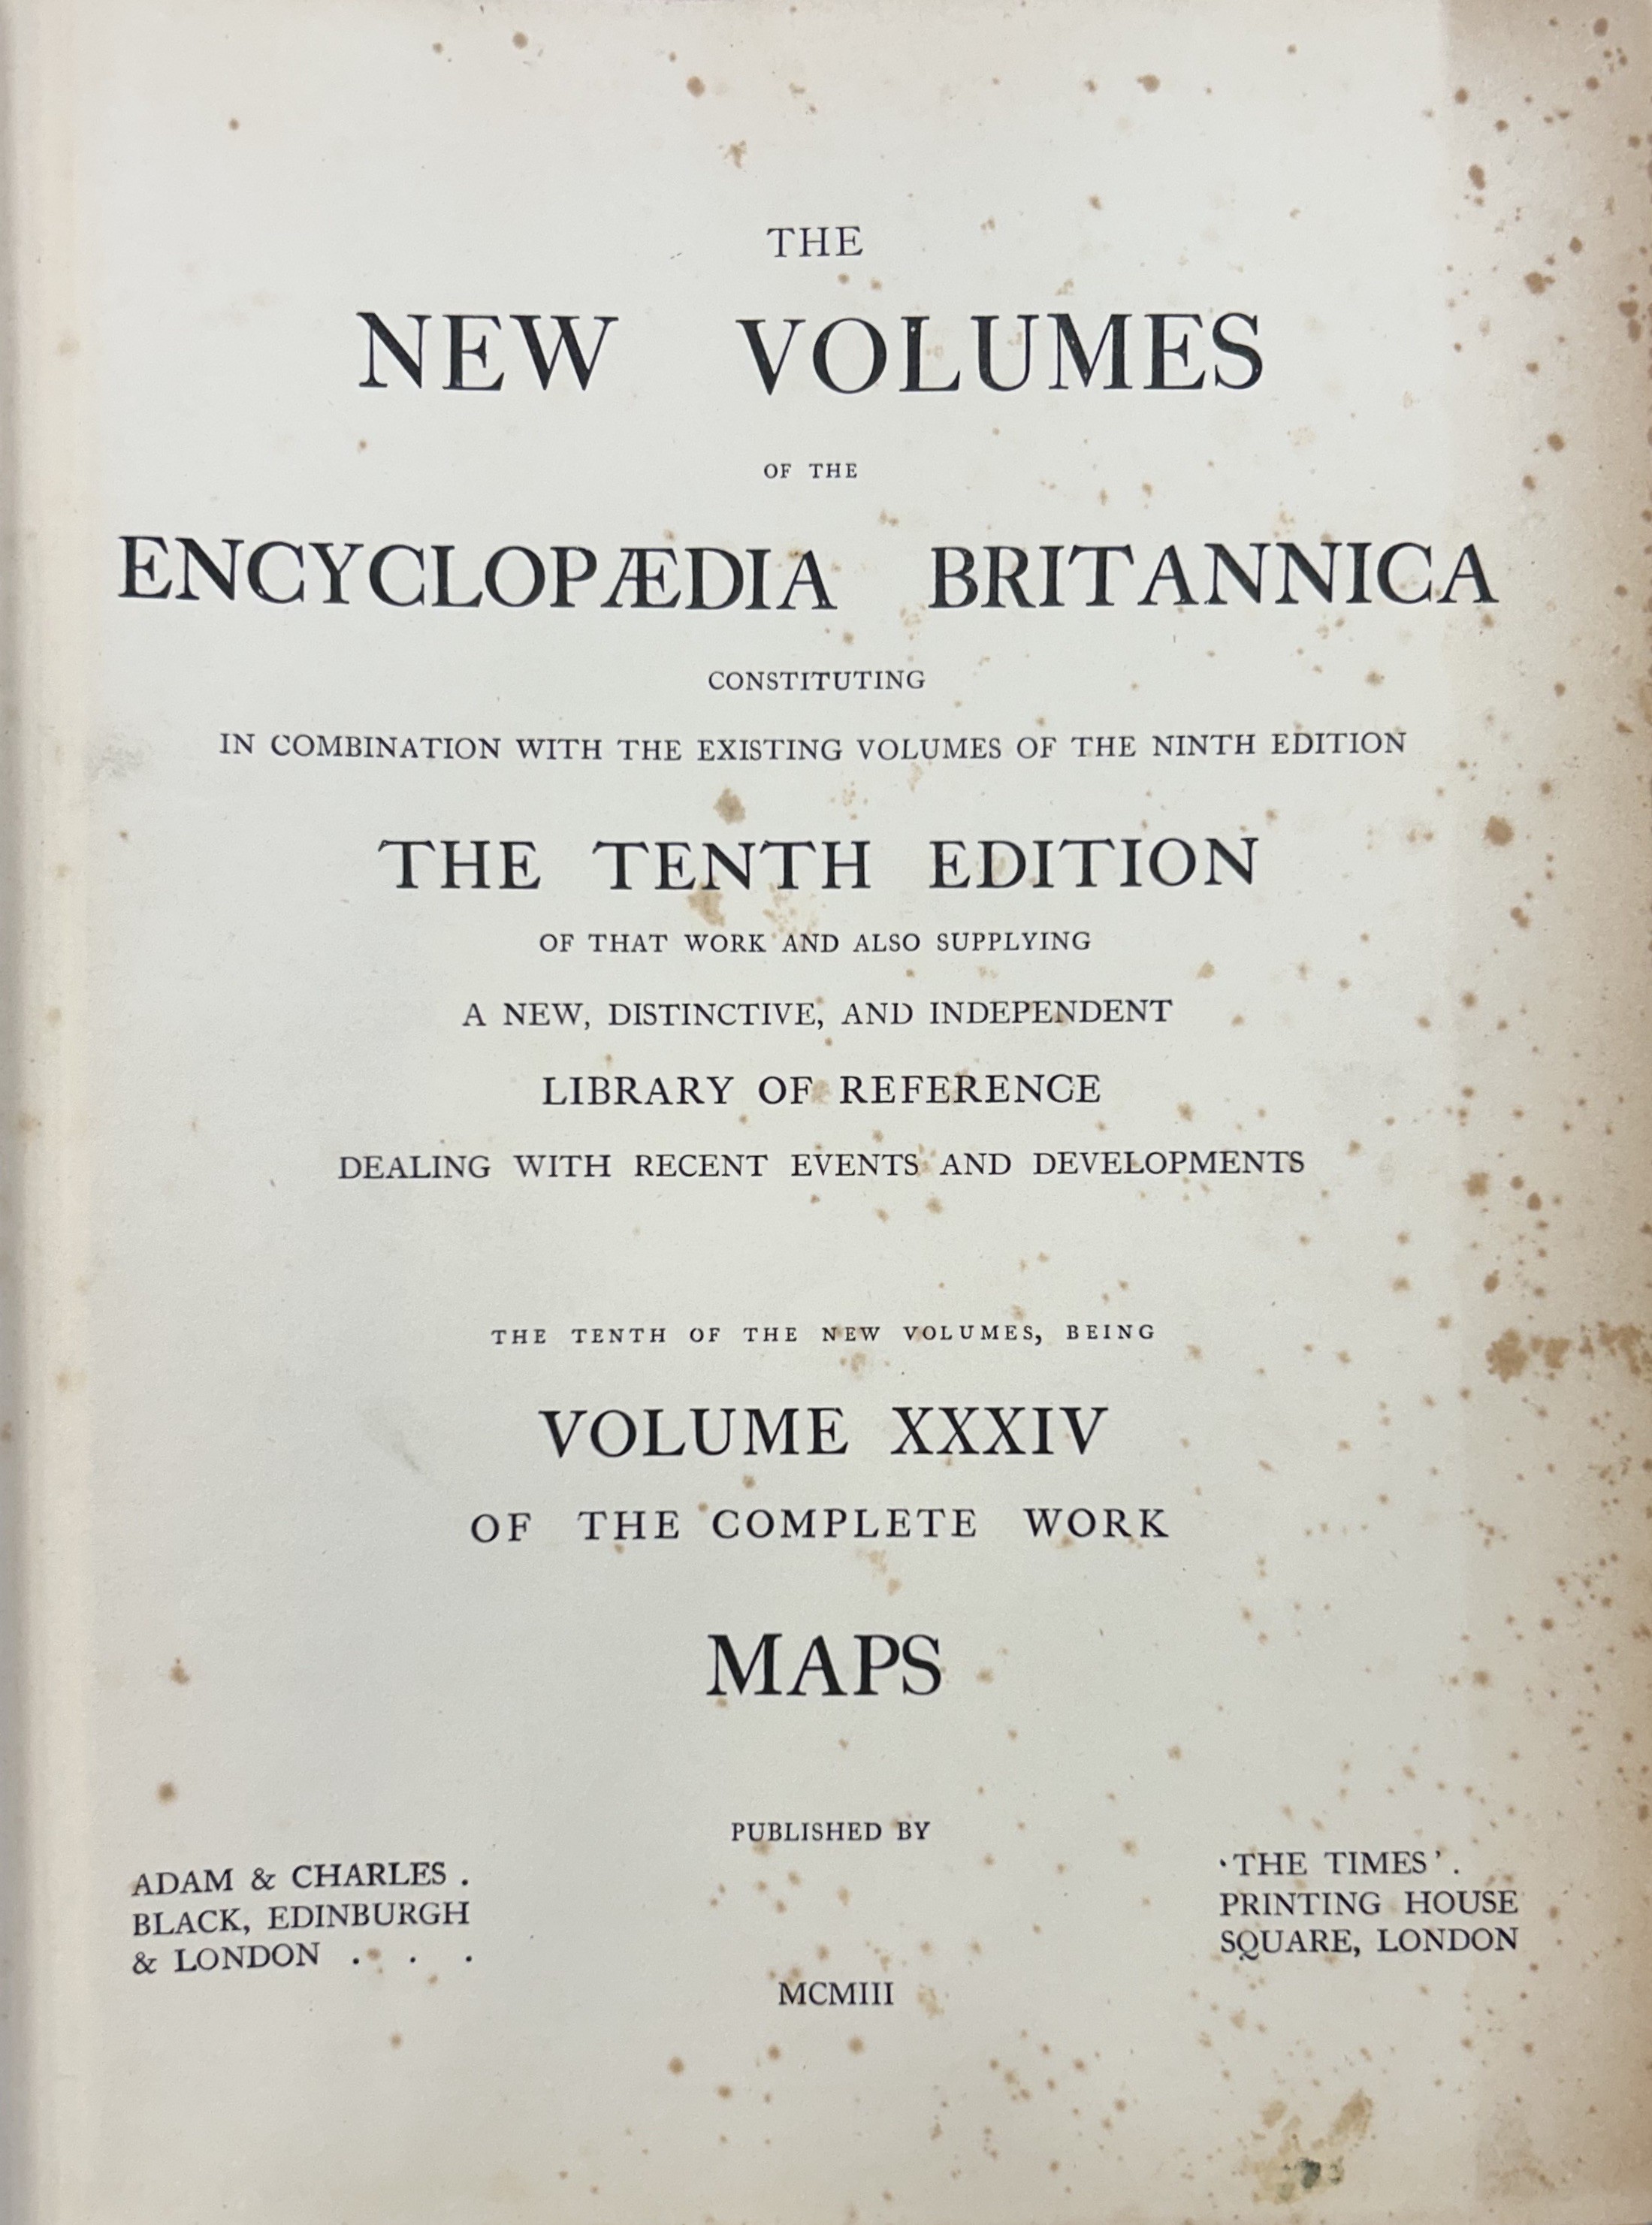 THE
NEW VOLUMES
OF THE
ENCYCLOPÆDIA BRITANNICA
CONSTITUTING
IN COMBINATION WITH THE EXISTING VOLUMES OF THE NINTH EDITION
THE TENTH EDITION
OF THAT WORK AND ALSO SUPPLYING
A NEW, DISTINCTIVE, AND INDEPENDENT
LIBRARY OF REFERENCE
DEALING WITH RECENT EVENTS AND DEVELOPMENTS
THE TENTH OF THE NEW VOLUMES, BEING
VOLUME XXXIV
OF THE COMPLETE WORK
MAPS
PUBLISHED BY
ADAM & CHARLES .
BLACK, EDINBURGH
& LONDON . . .
‘THE TIMES’ .
PRINTING HOUSE
SQUARE, LONDON
MCMIII